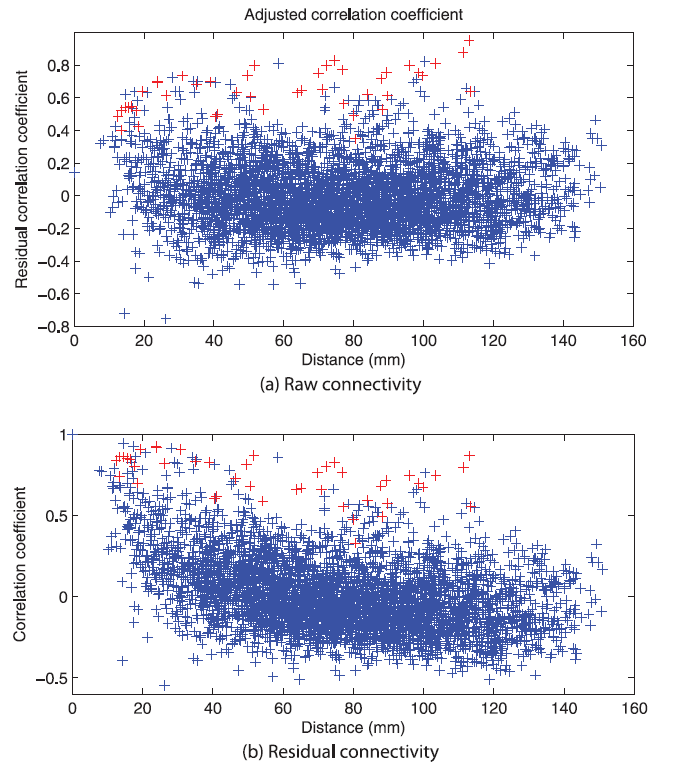 Adjusted correlation coefficient
Residual correlation coefficient
0.8
0.6
0.4
0.2
0
−0.2
−0.4
−0.6
−0.8
0 20 40 60 80 100 120 140 160
Distance (mm)
(a) Raw connectivity
Correlation coefficient
1
0.5
0
−0.5
0 20 40 60 80 100 120 140 160
Distance (mm)
(b) Residual connectivity